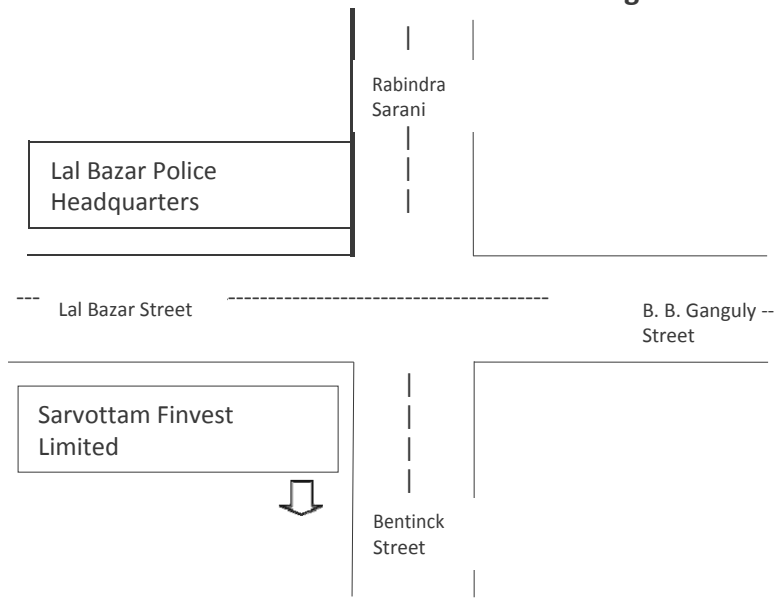 Rabindra
Sarani
Lal Bazar Police
Headquarters
Lal Bazar Street
B. B. Ganguly --
Street
Sarvottam Finvest
Limited
Bentinck
Street